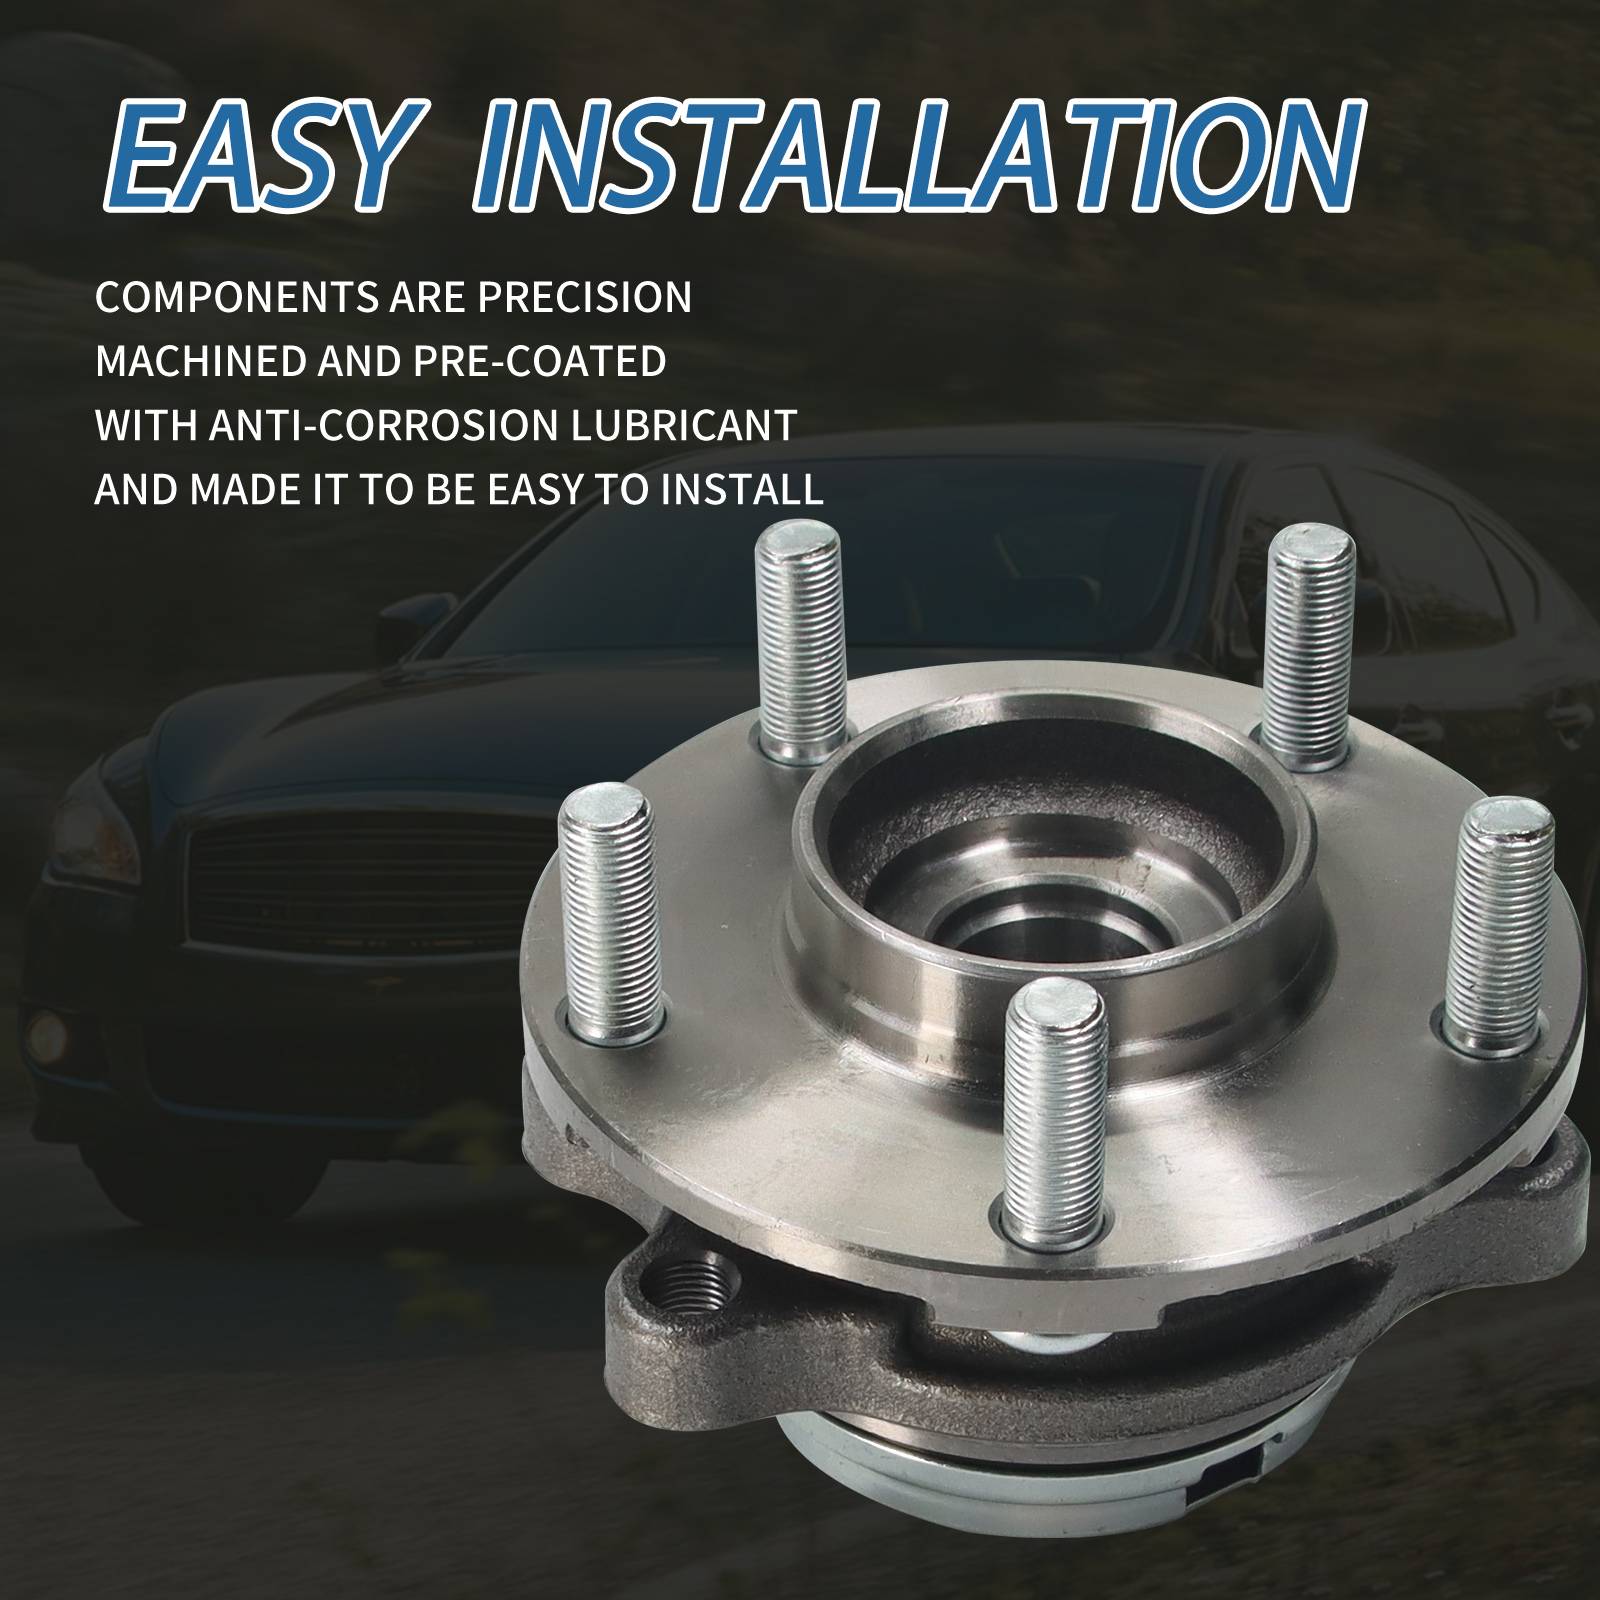 EASY INSTALLATION
COMPONENTS ARE PRECISION
MACHINED AND PRE-COATED
WITH ANTI-CORROSION LUBRICANT
AND MADE IT TO BE EASY TO INSTALL